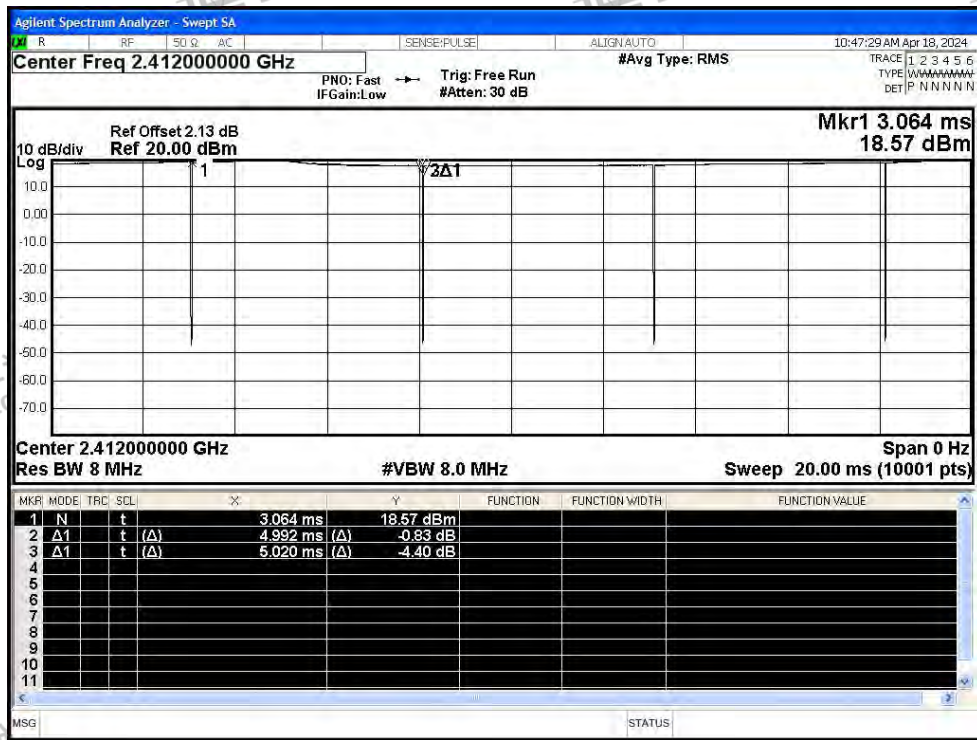 Agilent Spectrum Analyzer - Swept SA
LXI R RF 50 Ω AC SENSE:PULSE ALIGNAUTO 10:47:29 AM Apr 18, 2024
Center Freq 2.412000000 GHz
#Avg Type: RMS
TRACE 1 2 3 4 5 6
PNO: Fast Trig: Free Run
TYPE WWWWWW
IFGain:Low #Atten: 30 dB
DET P N N N N N
Mkr1 3.064 ms
18.57 dBm
Ref Offset 2.13 dB
10 dB/div Ref 20.00 dBm
Log
1 3Δ1
10.0
0.00
-10.0
-20.0
-30.0
-40.0
-50.0
-60.0
-70.0
Center 2.412000000 GHz Span 0 Hz
Res BW 8 MHz #VBW 8.0 MHz Sweep 20.00 ms (10001 pts)
MKR MODE TRC SCL X Y FUNCTION FUNCTION WIDTH FUNCTION VALUE
1 N t 3.064 ms 18.57 dBm
2 Δ1 t (Δ) 4.992 ms (Δ) -0.83 dB
3 Δ1 t (Δ) 5.020 ms (Δ) -4.40 dB
4
5
6
7
8
9
10
11
MSG STATUS